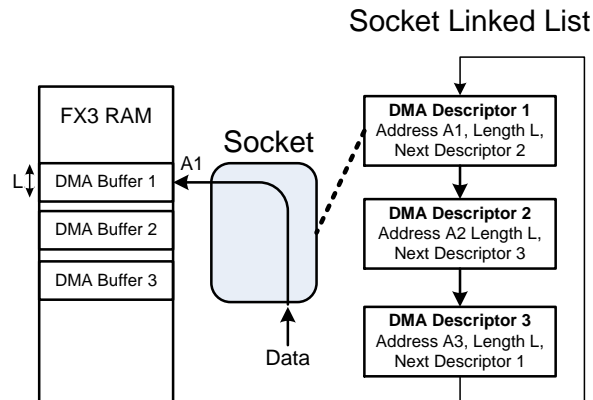 Socket Linked List
FX3 RAM
Socket
L
DMA Buffer 1
A1
DMA Buffer 2
DMA Buffer 3
Data
DMA Descriptor 1
Address A1, Length L,
Next Descriptor 2
DMA Descriptor 2
Address A2 Length L,
Next Descriptor 3
DMA Descriptor 3
Address A3, Length L,
Next Descriptor 1